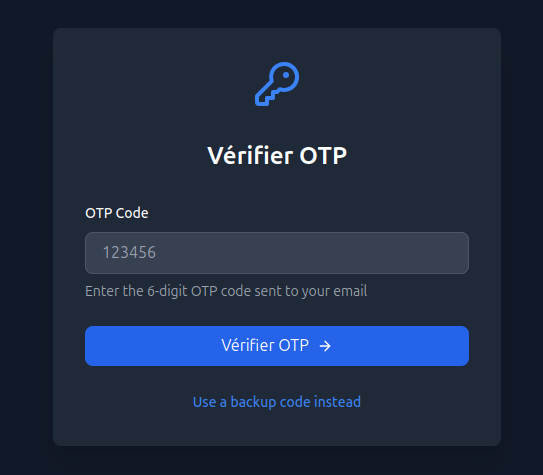 Vérifier OTP
OTP Code
123456
Enter the 6-digit OTP code sent to your email
Vérifier OTP →
Use a backup code instead